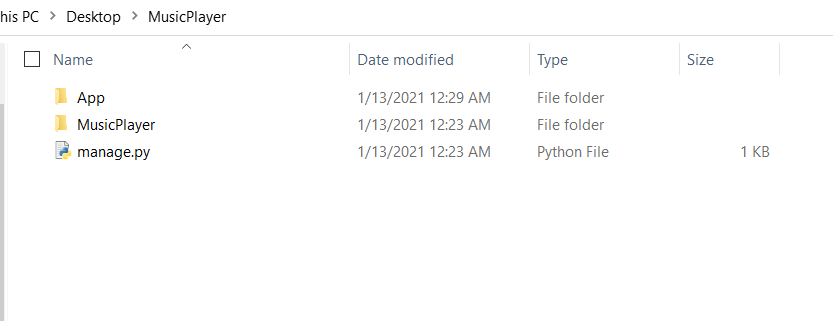 his PC > Desktop > MusicPlayer
Name Date modified Type Size
App 1/13/2021 12:29 AM File folder
MusicPlayer 1/13/2021 12:23 AM File folder
manage.py 1/13/2021 12:23 AM Python File 1 KB